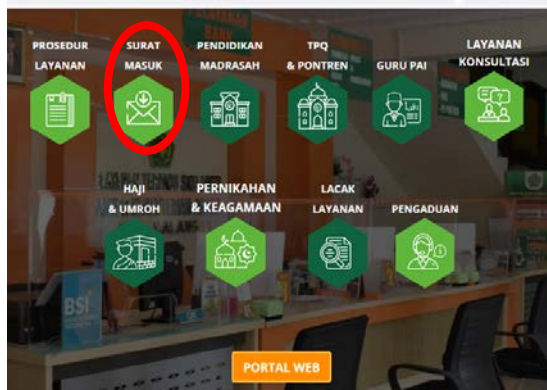 PROSEDUR
LAYANAN
SURAT
MASUK
PENDIDIKAN
MADRASAH
TPQ
& PONTREN
GURU PAI
LAYANAN
KONSULTASI
HAJI
& UMROH
PERNIKAHAN
& KEAGAMAAN
LACAK
LAYANAN
PENGADUAN
BSI
PORTAL WEB